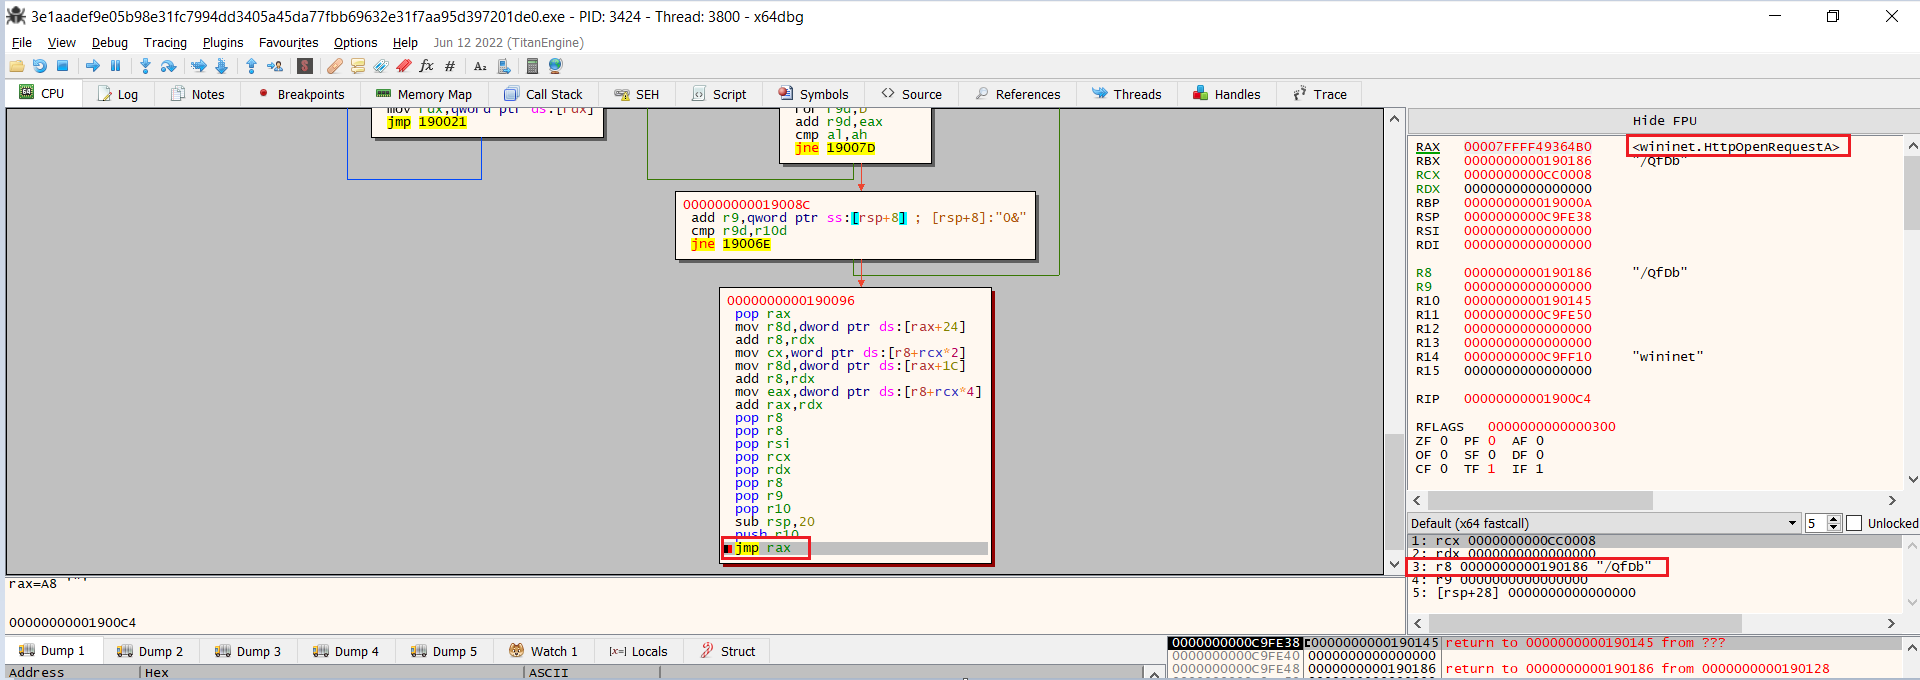 3e1aadef9e05b98e31fc7994dd3405a45da77fbb69632e31f7aa95d397201de0.exe - PID: 3424 - Thread: 3800 - x64dbg
File View Debug Tracing Plugins Favourites Options Help Jun 12 2022 (TitanEngine)
CPU Log Notes Breakpoints Memory Map Call Stack SEH Script Symbols Source References Threads Handles Trace
mov rdx,qword ptr ds:[rdx]
jmp 190021
ror r9d,D
add r9d,eax
cmp al,ah
jne 19007D
000000000019008C
add r9,qword ptr ss:[rsp+8] ; [rsp+8]:"O&"
cmp r9d,r10d
jne 19006E
0000000000190096
pop rax
mov r8d,dword ptr ds:[rax+24]
add r8,rdx
mov cx,word ptr ds:[r8+rcx*2]
mov r8d,dword ptr ds:[rax+1C]
add r8,rdx
mov eax,dword ptr ds:[r8+rcx*4]
add rax,rdx
pop r8
pop r8
pop rsi
pop rcx
pop rdx
pop r8
pop r9
pop r10
sub rsp,20
push r10
jmp rax
Hide FPU
RAX 00007FFFF49364B0 <wininet.HttpOpenRequestA>
RBX 0000000000190186 "/QfDb"
RCX 0000000000CC0008
RDX 0000000000000000
RBP 000000000019000A
RSP 0000000000C9FE38
RSI 0000000000000000
RDI 0000000000000000
R8 0000000000190186 "/QfDb"
R9 0000000000000000
R10 0000000000190145
R11 0000000000C9FE50
R12 0000000000000000
R13 0000000000000000
R14 0000000000C9FF10 "wininet"
R15 0000000000000000
RIP 00000000001900C4
RFLAGS 0000000000000300
ZF 0 PF 0 AF 0
OF 0 SF 0 DF 0
CF 0 TF 1 IF 1
Default (x64 fastcall) 5 Unlocked
1: rcx 0000000000CC0008
2: rdx 0000000000000000
3: r8 0000000000190186 "/QfDb"
4: r9 0000000000000000
5: [rsp+28] 0000000000000000
rax=A8
00000000001900C4
Dump 1 Dump 2 Dump 3 Dump 4 Dump 5 Watch 1 Locals Struct
Address Hex ASCII
0000000000C9FE38 0000000000190145 return to 0000000000190145 from ???
0000000000C9FE40 0000000000000000
0000000000C9FE48 0000000000190186 return to 0000000000190186 from 0000000000190128